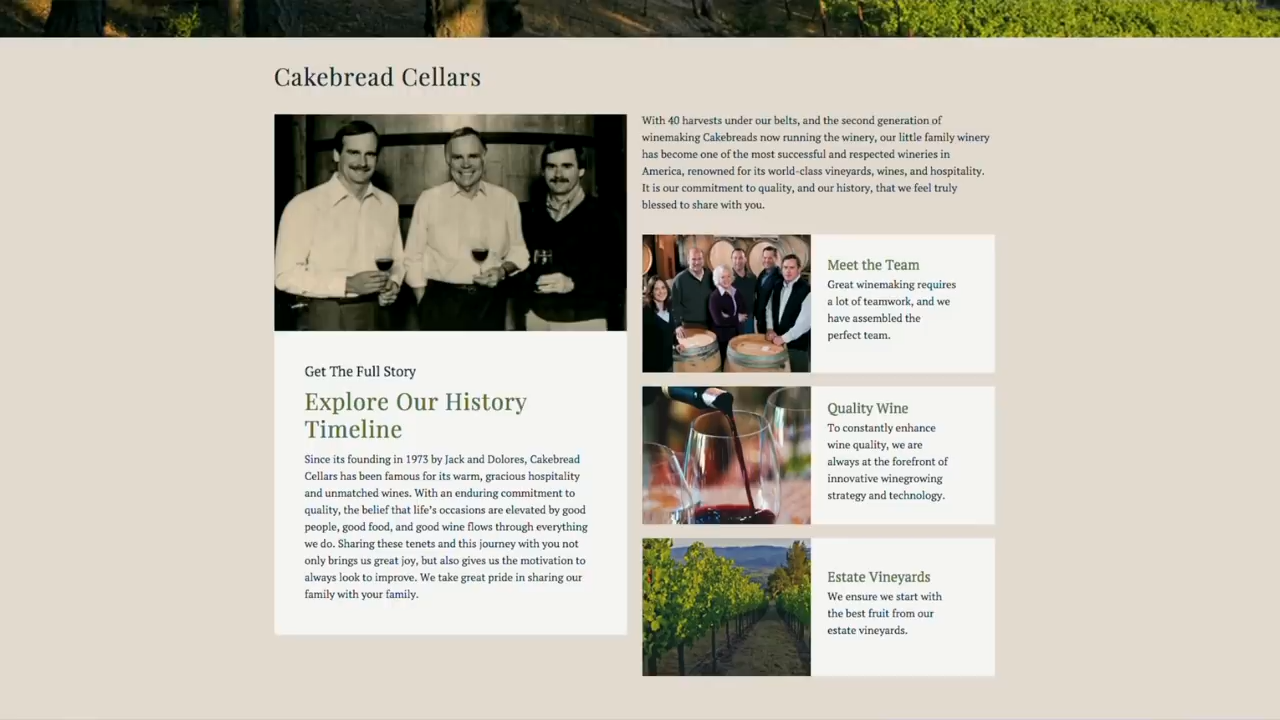 Cakebread Cellars
With 40 harvests under our belts, and the second generation of
winemaking Cakebreads now running the winery, our little family winery
has become one of the most successful and respected wineries in
America, renowned for its world-class vineyards, wines, and hospitality.
It is our commitment to quality, and our history, that we feel truly
blessed to share with you.
Get The Full Story
Explore Our History
Timeline
Since its founding in 1973 by Jack and Dolores, Cakebread
Cellars has been famous for its warm, gracious hospitality
and unmatched wines. With an enduring commitment to
quality, the belief that life's occasions are elevated by good
people, good food, and good wine flows through everything
we do. Sharing these tenets and this journey with you not
only brings us great joy, but also gives us the motivation to
always look to improve. We take great pride in sharing our
family with your family.
Meet the Team
Great winemaking requires
a lot of teamwork, and we
have assembled the
perfect team.
Quality Wine
To constantly enhance
wine quality, we are
always at the forefront of
innovative winegrowing
strategy and technology.
Estate Vineyards
We ensure we start with
the best fruit from our
estate vineyards.